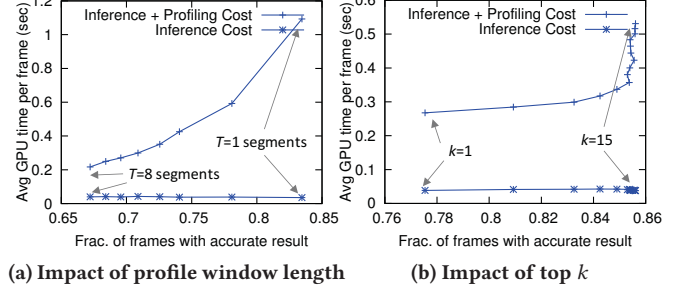 Avg GPU time per frame (sec)
1.2
1
0.8
0.6
0.4
0.2
0
Inference + Profiling Cost
Inference Cost
T=1 segments
T=8 segments
0.65
0.7
0.75
0.8
0.85
Frac. of frames with accurate result
(a) Impact of profile window length
Avg GPU time per frame (sec)
0.6
0.5
0.4
0.3
0.2
0.1
0
Inference + Profiling Cost
Inference Cost
k=1
k=15
0.76
0.78
0.8
0.82
0.84
0.86
Frac. of frames with accurate result
(b) Impact of top k